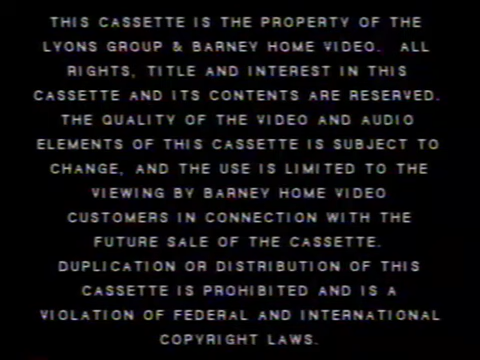 THIS CASSETTE IS THE PROPERTY OF THE
LYONS GROUP & BARNEY HOME VIDEO. ALL
RIGHTS, TITLE AND INTEREST IN THIS
CASSETTE AND ITS CONTENTS ARE RESERVED.
THE QUALITY OF THE VIDEO AND AUDIO
ELEMENTS OF THIS CASSETTE IS SUBJECT TO
CHANGE, AND THE USE IS LIMITED TO THE
VIEWING BY BARNEY HOME VIDEO
CUSTOMERS IN CONNECTION WITH THE
FUTURE SALE OF THE CASSETTE.
DUPLICATION OR DISTRIBUTION OF THIS
CASSETTE IS PROHIBITED AND IS A
VIOLATION OF FEDERAL AND INTERNATIONAL
COPYRIGHT LAWS.